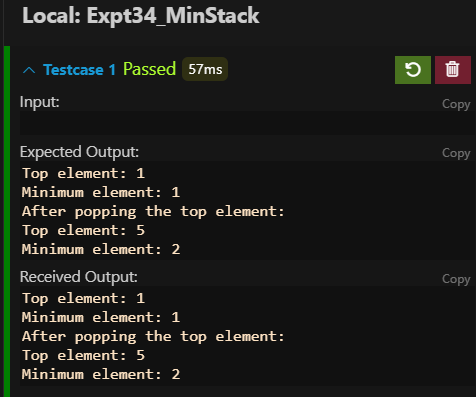 Local: Expt34_MinStack
Testcase 1 Passed 57ms
Input:
Copy
Expected Output:
Copy
Top element: 1
Minimum element: 1
After popping the top element:
Top element: 5
Minimum element: 2
Received Output:
Copy
Top element: 1
Minimum element: 1
After popping the top element:
Top element: 5
Minimum element: 2